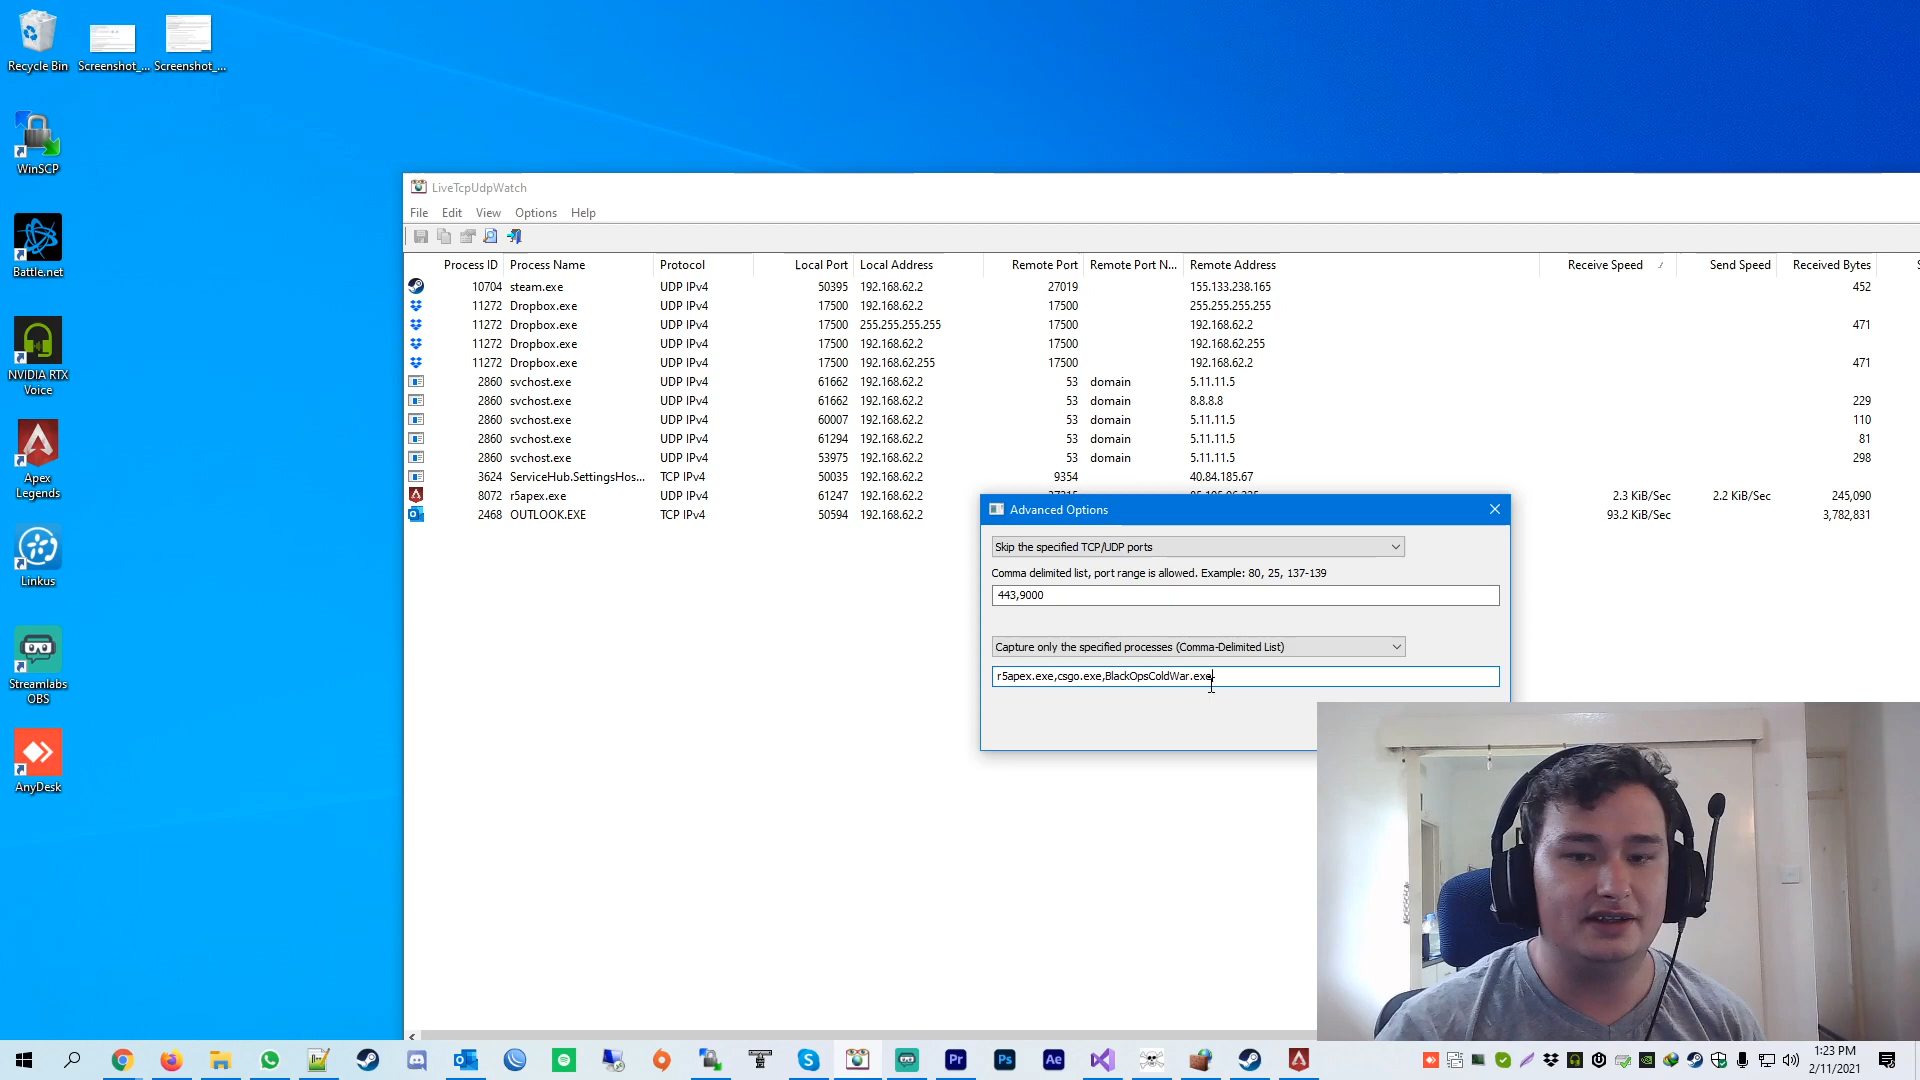 Recycle Bin
Screenshot_...
Screenshot_...
WinSCP
Battle.net
NVIDIA RTX
Voice
Apex
Legends
Linkus
Streamlabs
OBS
AnyDesk
LiveTcpUdpWatch
File Edit View Options Help
Process ID Process Name Protocol Local Port Local Address Remote Port Remote Port N... Remote Address Receive Speed Send Speed Received Bytes
10704 steam.exe UDP IPv4 50395 192.168.62.2 27019 155.133.238.165 452
11272 Dropbox.exe UDP IPv4 17500 192.168.62.2 17500 255.255.255.255
11272 Dropbox.exe UDP IPv4 17500 255.255.255.255 17500 192.168.62.2 471
11272 Dropbox.exe UDP IPv4 17500 192.168.62.2 17500 192.168.62.255
11272 Dropbox.exe UDP IPv4 17500 192.168.62.255 17500 192.168.62.2 471
2860 svchost.exe UDP IPv4 61662 192.168.62.2 53 domain 5.11.11.5
2860 svchost.exe UDP IPv4 61662 192.168.62.2 53 domain 8.8.8.8 229
2860 svchost.exe UDP IPv4 60007 192.168.62.2 53 domain 5.11.11.5 110
2860 svchost.exe UDP IPv4 61294 192.168.62.2 53 domain 5.11.11.5 81
2860 svchost.exe UDP IPv4 53975 192.168.62.2 53 domain 5.11.11.5 298
3624 ServiceHub.SettingsHos... TCP IPv4 50035 192.168.62.2 9354 40.84.185.67
8072 r5apex.exe UDP IPv4 61247 192.168.62.2 2.3 KiB/Sec 2.2 KiB/Sec 245,090
2468 OUTLOOK.EXE TCP IPv4 50594 192.168.62.2 93.2 KiB/Sec 3,782,831
Advanced Options
Skip the specified TCP/UDP ports
Comma delimited list, port range is allowed. Example: 80, 25, 137-139
443,9000
Capture only the specified processes (Comma-Delimited List)
r5apex.exe,csgo.exe,BlackOpsColdWar.exe,
1:23 PM
2/11/2021